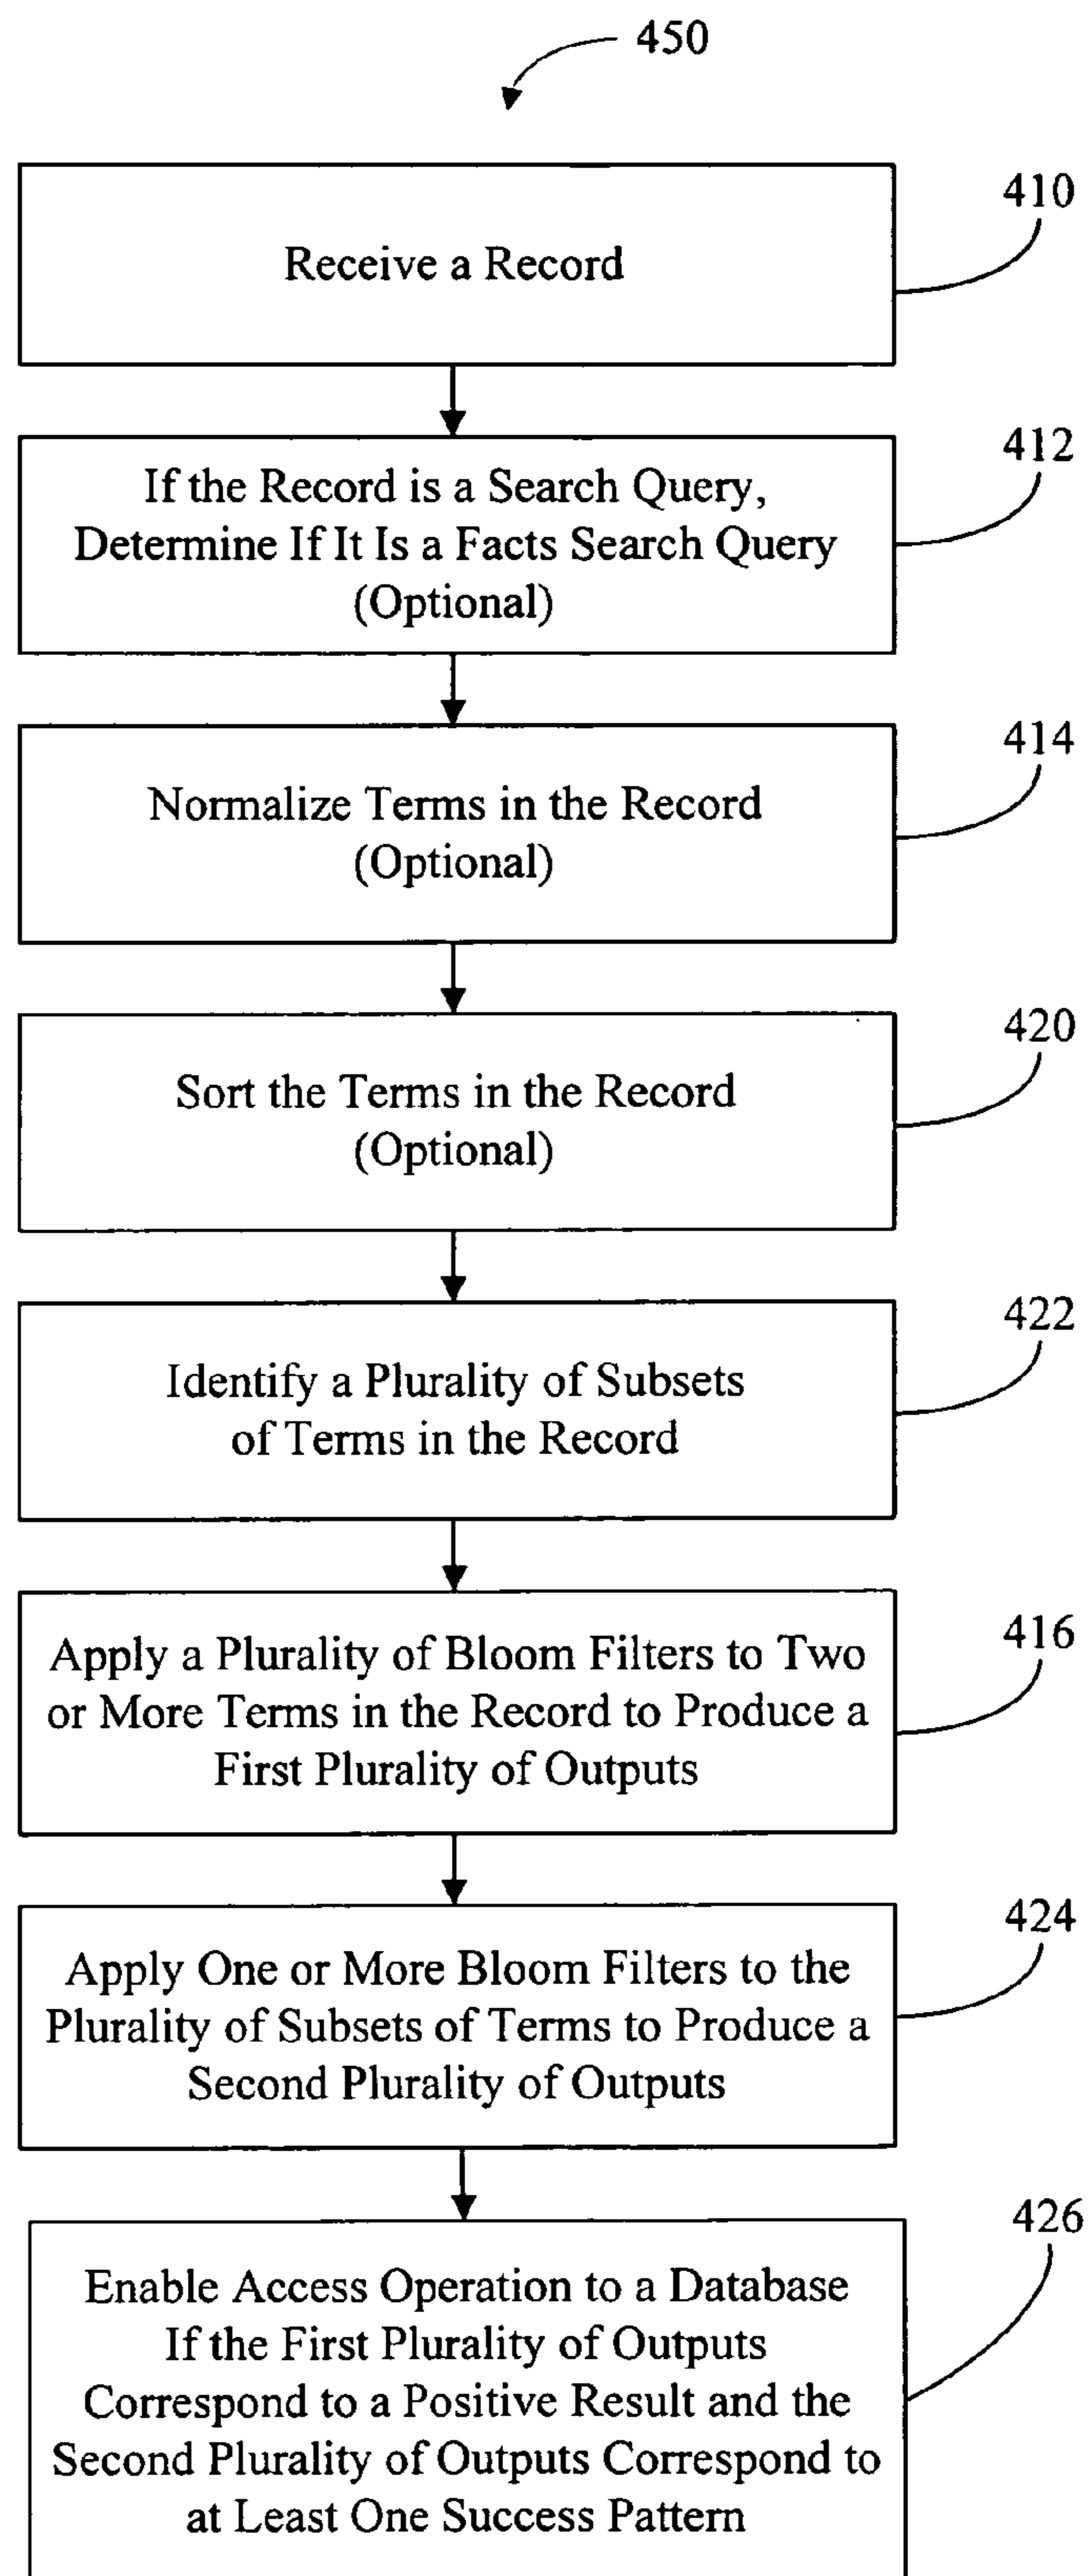 450
410
Receive a Record
412
If the Record is a Search Query,
Determine If It Is a Facts Search Query
(Optional)
414
Normalize Terms in the Record
(Optional)
420
Sort the Terms in the Record
(Optional)
422
Identify a Plurality of Subsets
of Terms in the Record
416
Apply a Plurality of Bloom Filters to Two
or More Terms in the Record to Produce a
First Plurality of Outputs
424
Apply One or More Bloom Filters to the
Plurality of Subsets of Terms to Produce a
Second Plurality of Outputs
426
Enable Access Operation to a Database
If the First Plurality of Outputs
Correspond to a Positive Result and the
Second Plurality of Outputs Correspond to
at Least One Success Pattern